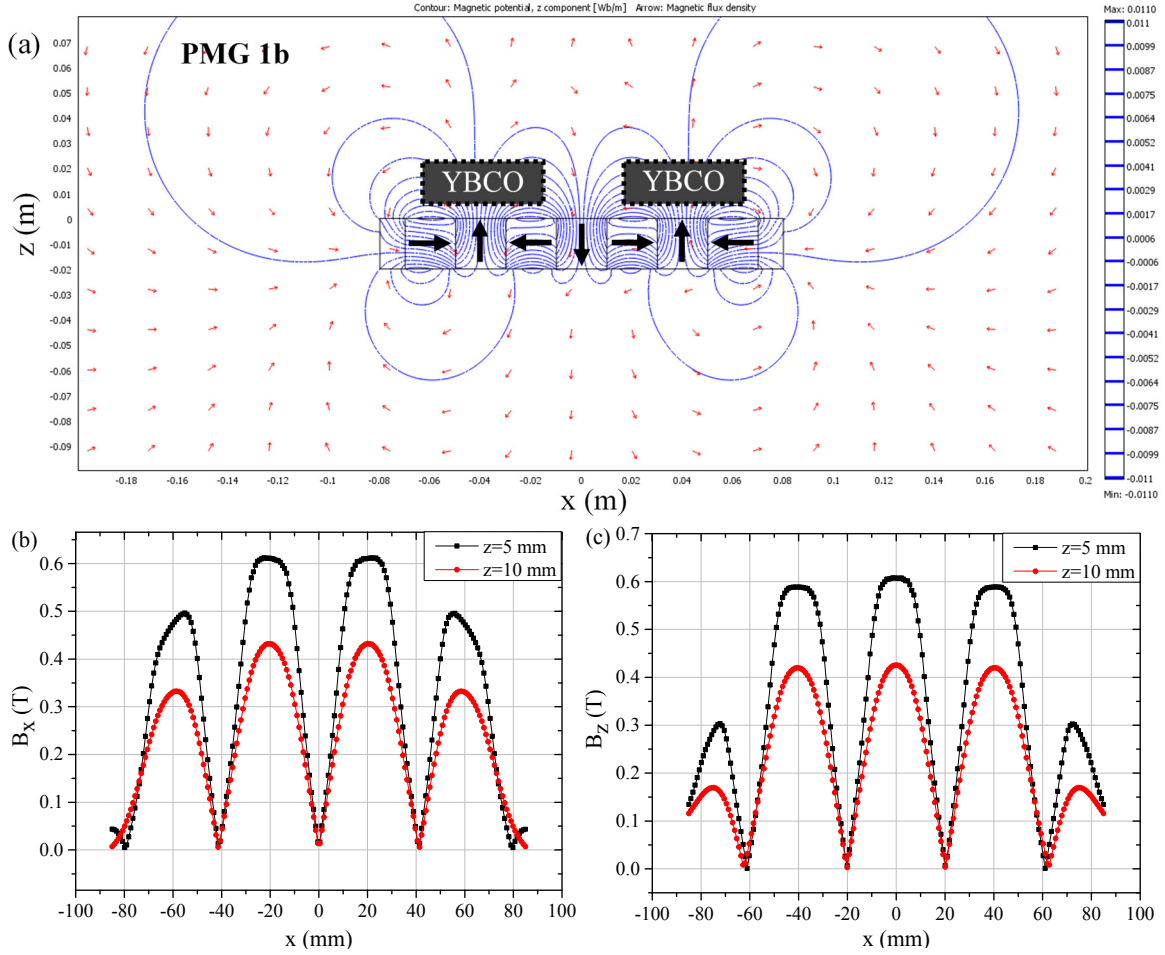 Contour: Magnetic potential, z component [Wb/m]   Arrow: Magnetic flux density
Max: 0.0110
(a)
PMG 1b
YBCO YBCO
0.07
0.06
0.05
0.04
0.03
0.02
0.01
0
-0.01
-0.02
-0.03
-0.04
-0.05
-0.06
-0.07
-0.08
-0.09
z (m)
-0.18 -0.16 -0.14 -0.12 -0.1 -0.08 -0.06 -0.04 -0.02 0 0.02 0.04 0.06 0.08 0.1 0.12 0.14 0.16 0.18 0.2
x (m)
0.011
0.0099
0.0087
0.0075
0.0064
0.0052
0.0041
0.0029
0.0017
0.0006
-0.0006
-0.0017
-0.0029
-0.0041
-0.0052
-0.0064
-0.0075
-0.0087
-0.0099
-0.011
Min: -0.0110
(b)
z=5 mm
z=10 mm
0.6
0.5
0.4
0.3
0.2
0.1
0.0
Bx (T)
-100 -80 -60 -40 -20 0 20 40 60 80 100
x (mm)
(c)
z=5 mm
z=10 mm
0.7
0.6
0.5
0.4
0.3
0.2
0.1
0.0
Bz (T)
-100 -80 -60 -40 -20 0 20 40 60 80 100
x (mm)